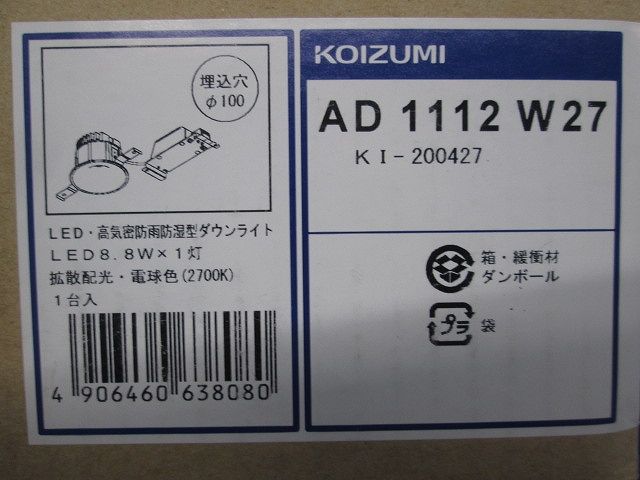 埋込穴
φ100
LED・高気密防雨防湿型ダウンライト
LED8.8W×1灯
拡散配光・電球色(2700K)
1台入
4 906460 638080
KOIZUMI
AD 1112 W27
KI-200427
箱・緩衝材
ダンボール
プラ 袋